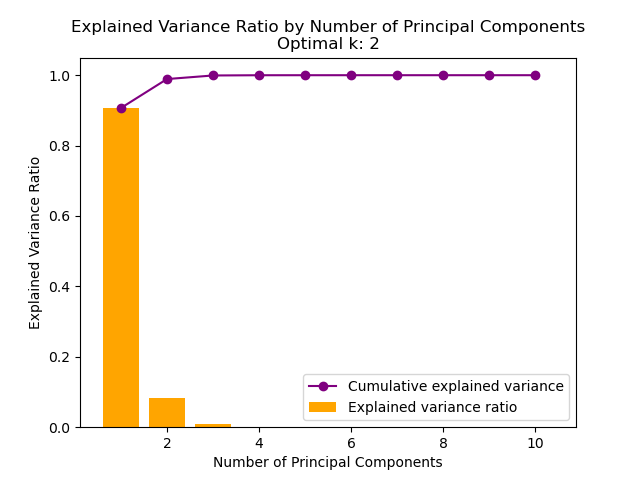 Explained Variance Ratio by Number of Principal Components
Optimal k: 2
Explained Variance Ratio
1.0
0.8
0.6
0.4
0.2
0.0
Cumulative explained variance
Explained variance ratio
2 4 6 8 10
Number of Principal Components